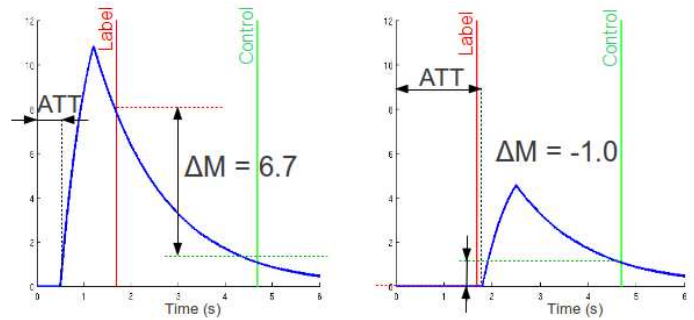 12
10
8
6
4
2
0
0 1 2 3 4 5 6
Time (s)
ATT
Label
Control
ΔM = 6.7
12
10
8
6
4
2
0
0 1 2 3 4 5 6
Time (s)
ATT
Label
Control
ΔM = -1.0